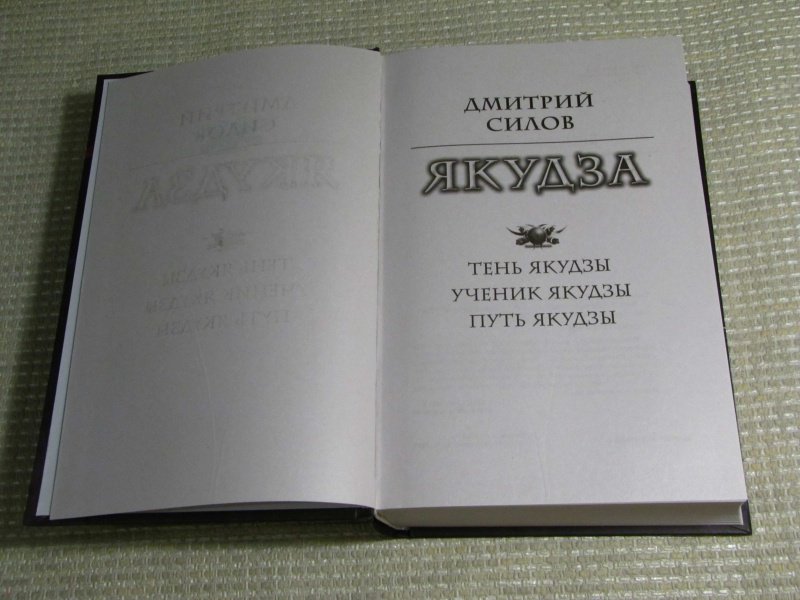 ДМИТРИЙ
СИЛОВ
ЯКУДЗА
ТЕНЬ ЯКУДЗЫ
УЧЕНИК ЯКУДЗЫ
ПУТЬ ЯКУДЗЫ